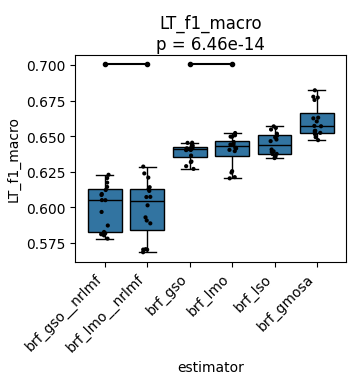 LT_f1_macro
p = 6.46e-14
0.700
0.675
0.650
0.625
0.600
0.575
LT_f1_macro
brf_gso__nrlmf
brf_lmo__nrlmf
brf_gso
brf_lmo
brf_lso
brf_gmosa
estimator